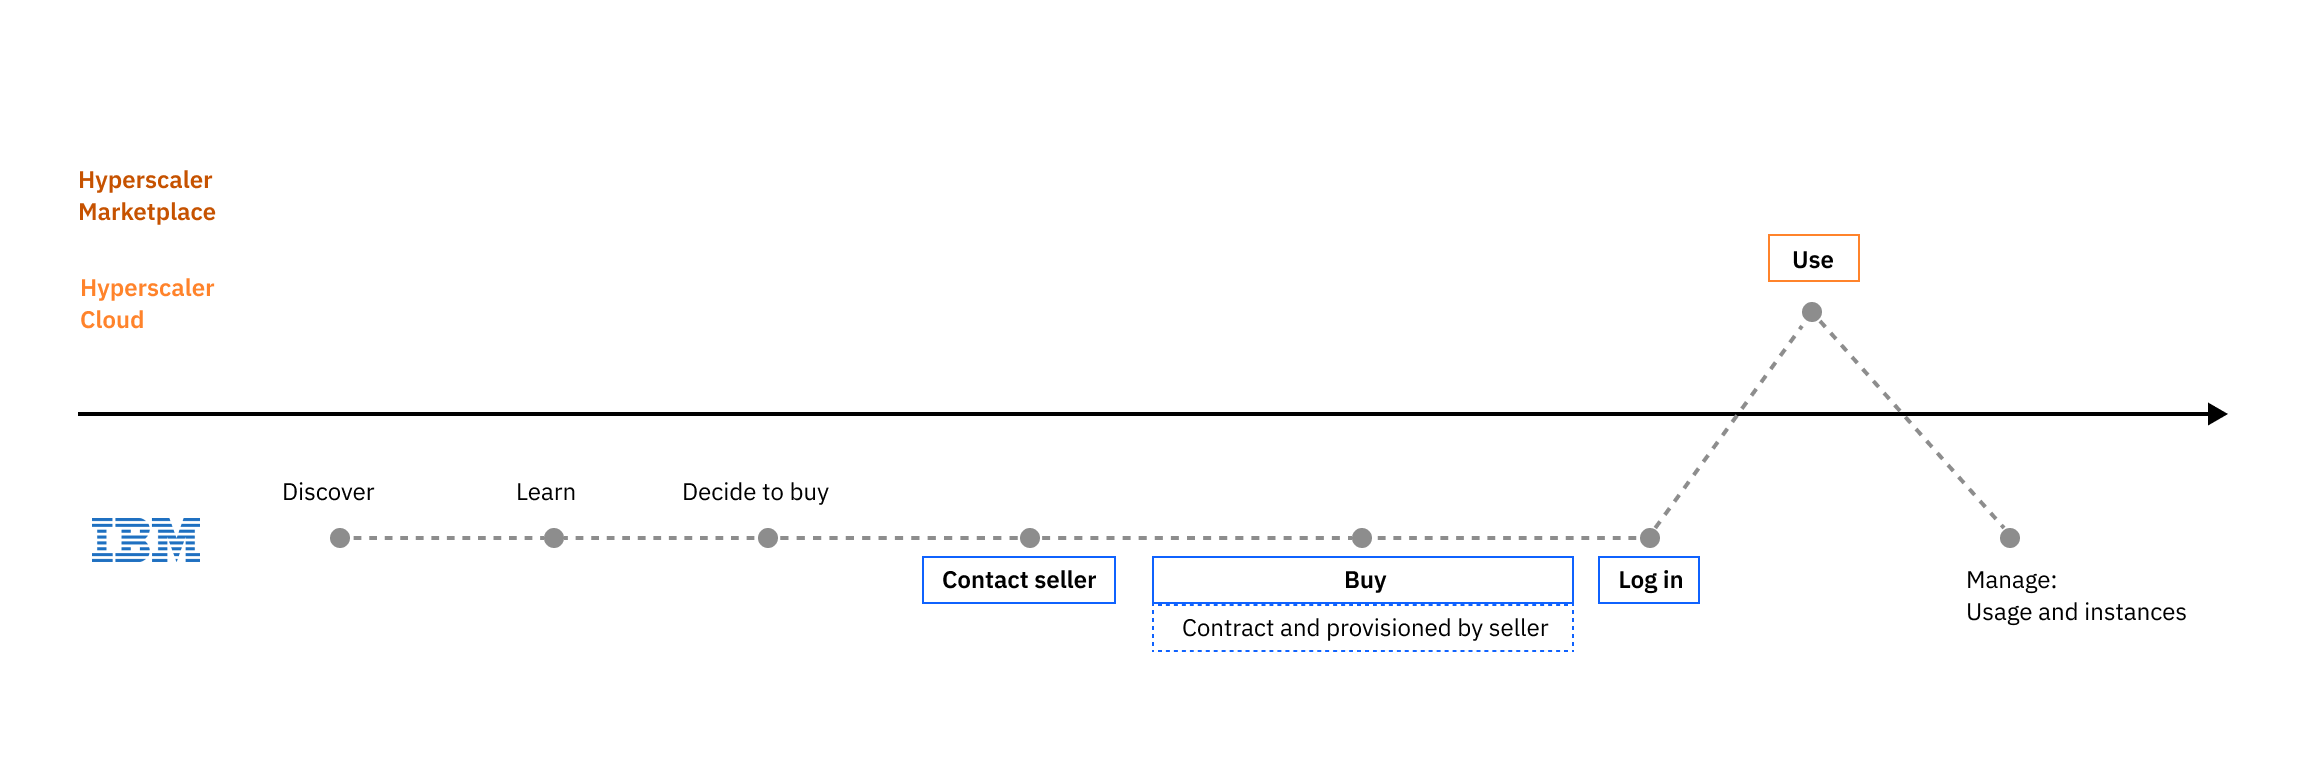 Hyperscaler
Marketplace
Hyperscaler
Cloud
Use
Discover
Learn
Decide to buy
IBM
Contact seller
Buy
Log in
Manage:
Usage and instances
Contract and provisioned by seller